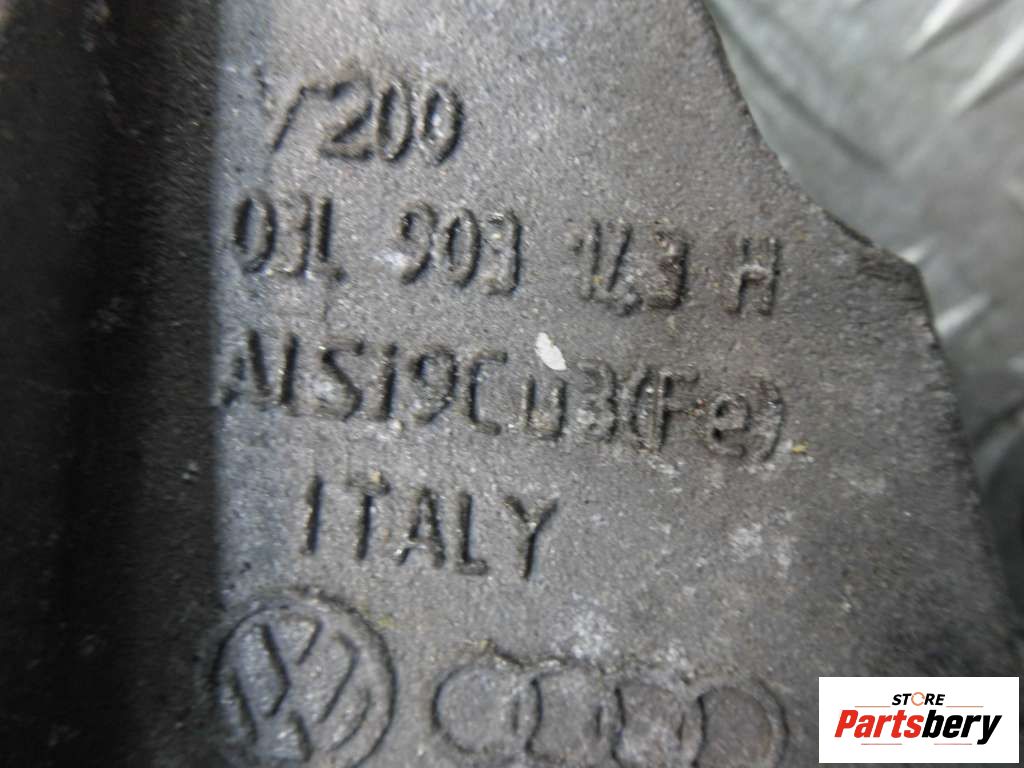 V200
03L 903 143 H
AlSi9Cu3(Fe)
ITALY
STORE
Partsbery